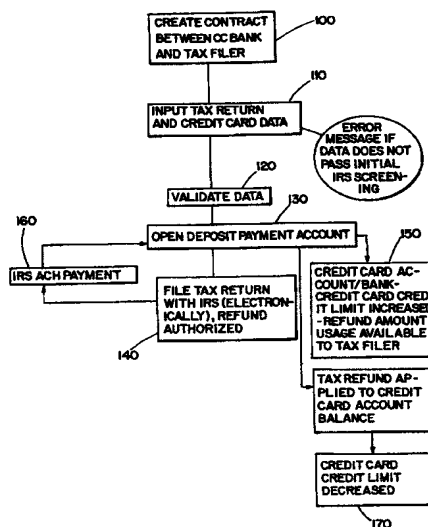 CREATE CONTRACT
BETWEEN CC BANK
AND TAX FILER
100
110
INPUT TAX RETURN
AND CREDIT CARD DATA
ERROR
MESSAGE IF
DATA DOES NOT
PASS INITIAL
IRS SCREEN-
ING
120
VALIDATE DATA
130
160
OPEN DEPOSIT PAYMENT ACCOUNT
150
IRS ACH PAYMENT
FILE TAX RETURN
WITH IRS (ELECTRON-
ICALLY), REFUND
AUTHORIZED
140
CREDIT CARD AC-
COUNT/BANK-
CREDIT CARD CRED
IT LIMIT INCREASED
-REFUND AMOUNT
USAGE AVAILABLE
TO TAX FILER
TAX REFUND AP-
PLIED TO CREDIT
CARD ACCOUNT
BALANCE
CREDIT CARD
CREDIT LIMIT
DECREASED
170